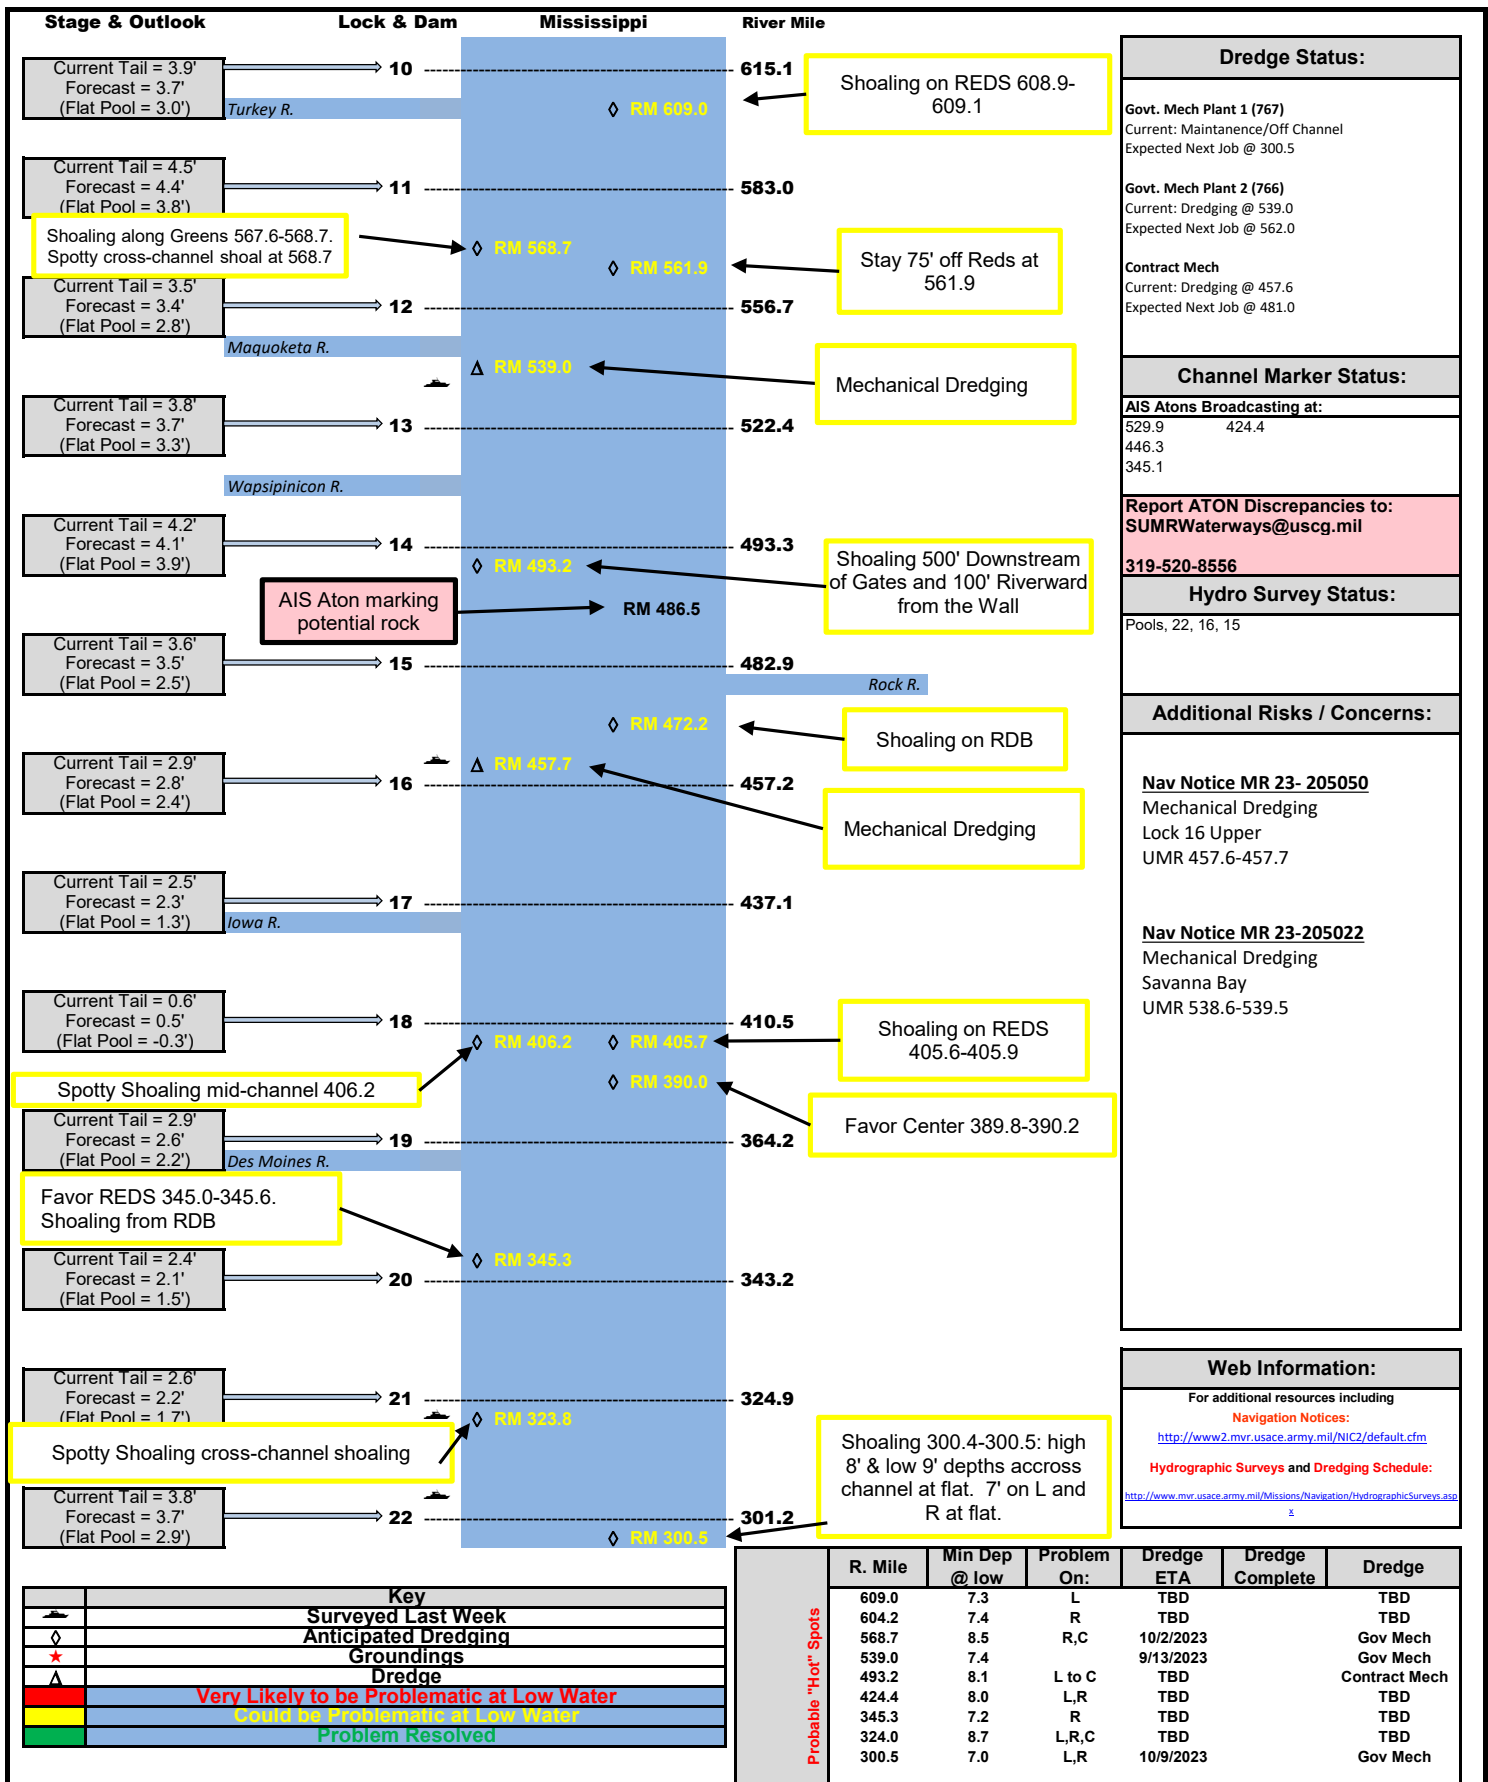 Stage & Outlook Lock & Dam Mississippi River Mile
Current Tail = 3.9'
Forecast = 3.7'
(Flat Pool = 3.0')
10 615.1
Turkey R.
◊ RM 609.0
Shoaling on REDS 608.9-
609.1
Current Tail = 4.5'
Forecast = 4.4'
(Flat Pool = 3.8')
11 583.0
Shoaling along Greens 567.6-568.7.
Spotty cross-channel shoal at 568.7
◊ RM 568.7
◊ RM 561.9
Stay 75' off Reds at
561.9
Current Tail = 3.5'
Forecast = 3.4'
(Flat Pool = 2.8')
12 556.7
Maquoketa R.
Δ RM 539.0
Mechanical Dredging
Current Tail = 3.8'
Forecast = 3.7'
(Flat Pool = 3.3')
13 522.4
Wapsipinicon R.
Current Tail = 4.2'
Forecast = 4.1'
(Flat Pool = 3.9')
14 493.3
◊ RM 493.2
Shoaling 500' Downstream
of Gates and 100' Riverward
from the Wall
AIS Aton marking
potential rock
RM 486.5
Current Tail = 3.6'
Forecast = 3.5'
(Flat Pool = 2.5')
15 482.9
Rock R.
◊ RM 472.2
Shoaling on RDB
Δ RM 457.7
Current Tail = 2.9'
Forecast = 2.8'
(Flat Pool = 2.4')
16 457.2
Mechanical Dredging
Current Tail = 2.5'
Forecast = 2.3'
(Flat Pool = 1.3')
17 437.1
Iowa R.
Current Tail = 0.6'
Forecast = 0.5'
(Flat Pool = -0.3')
18 410.5
◊ RM 406.2 ◊ RM 405.7
Shoaling on REDS
405.6-405.9
Spotty Shoaling mid-channel 406.2
◊ RM 390.0
Favor Center 389.8-390.2
Current Tail = 2.9'
Forecast = 2.6'
(Flat Pool = 2.2')
19 364.2
Des Moines R.
Favor REDS 345.0-345.6.
Shoaling from RDB
◊ RM 345.3
Current Tail = 2.4'
Forecast = 2.1'
(Flat Pool = 1.5')
20 343.2
Current Tail = 2.6'
Forecast = 2.2'
(Flat Pool = 1.7')
21 324.9
◊ RM 323.8
Spotty Shoaling cross-channel shoaling
Shoaling 300.4-300.5: high
8' & low 9' depths accross
channel at flat. 7' on L and
R at flat.
Current Tail = 3.8'
Forecast = 3.7'
(Flat Pool = 2.9')
22 301.2
◊ RM 300.5
Dredge Status:
Govt. Mech Plant 1 (767)
Current: Maintanence/Off Channel
Expected Next Job @ 300.5
Govt. Mech Plant 2 (766)
Current: Dredging @ 539.0
Expected Next Job @ 562.0
Contract Mech
Current: Dredging @ 457.6
Expected Next Job @ 481.0
Channel Marker Status:
AIS Atons Broadcasting at:
529.9 424.4
446.3
345.1
Report ATON Discrepancies to:
SUMRWaterways@uscg.mil
319-520-8556
Hydro Survey Status:
Pools, 22, 16, 15
Additional Risks / Concerns:
Nav Notice MR 23- 205050
Mechanical Dredging
Lock 16 Upper
UMR 457.6-457.7
Nav Notice MR 23-205022
Mechanical Dredging
Savanna Bay
UMR 538.6-539.5
Web Information:
For additional resources including
Navigation Notices:
http://www2.mvr.usace.army.mil/NIC2/default.cfm
Hydrographic Surveys and Dredging Schedule:
http://www.mvr.usace.army.mil/Missions/Navigation/HydrographicSurveys.asp
x
Key
Surveyed Last Week
◊ Anticipated Dredging
★ Groundings
Δ Dredge
Very Likely to be Problematic at Low Water
Could be Problematic at Low Water
Problem Resolved
Probable "Hot" Spots
R. Mile Min Dep Problem Dredge Dredge Dredge
@ low On: ETA Complete
609.0 7.3 L TBD TBD
604.2 7.4 R TBD TBD
568.7 8.5 R,C 10/2/2023 Gov Mech
539.0 7.4 9/13/2023 Gov Mech
493.2 8.1 L to C TBD Contract Mech
424.4 8.0 L,R TBD TBD
345.3 7.2 R TBD TBD
324.0 8.7 L,R,C TBD TBD
300.5 7.0 L,R 10/9/2023 Gov Mech